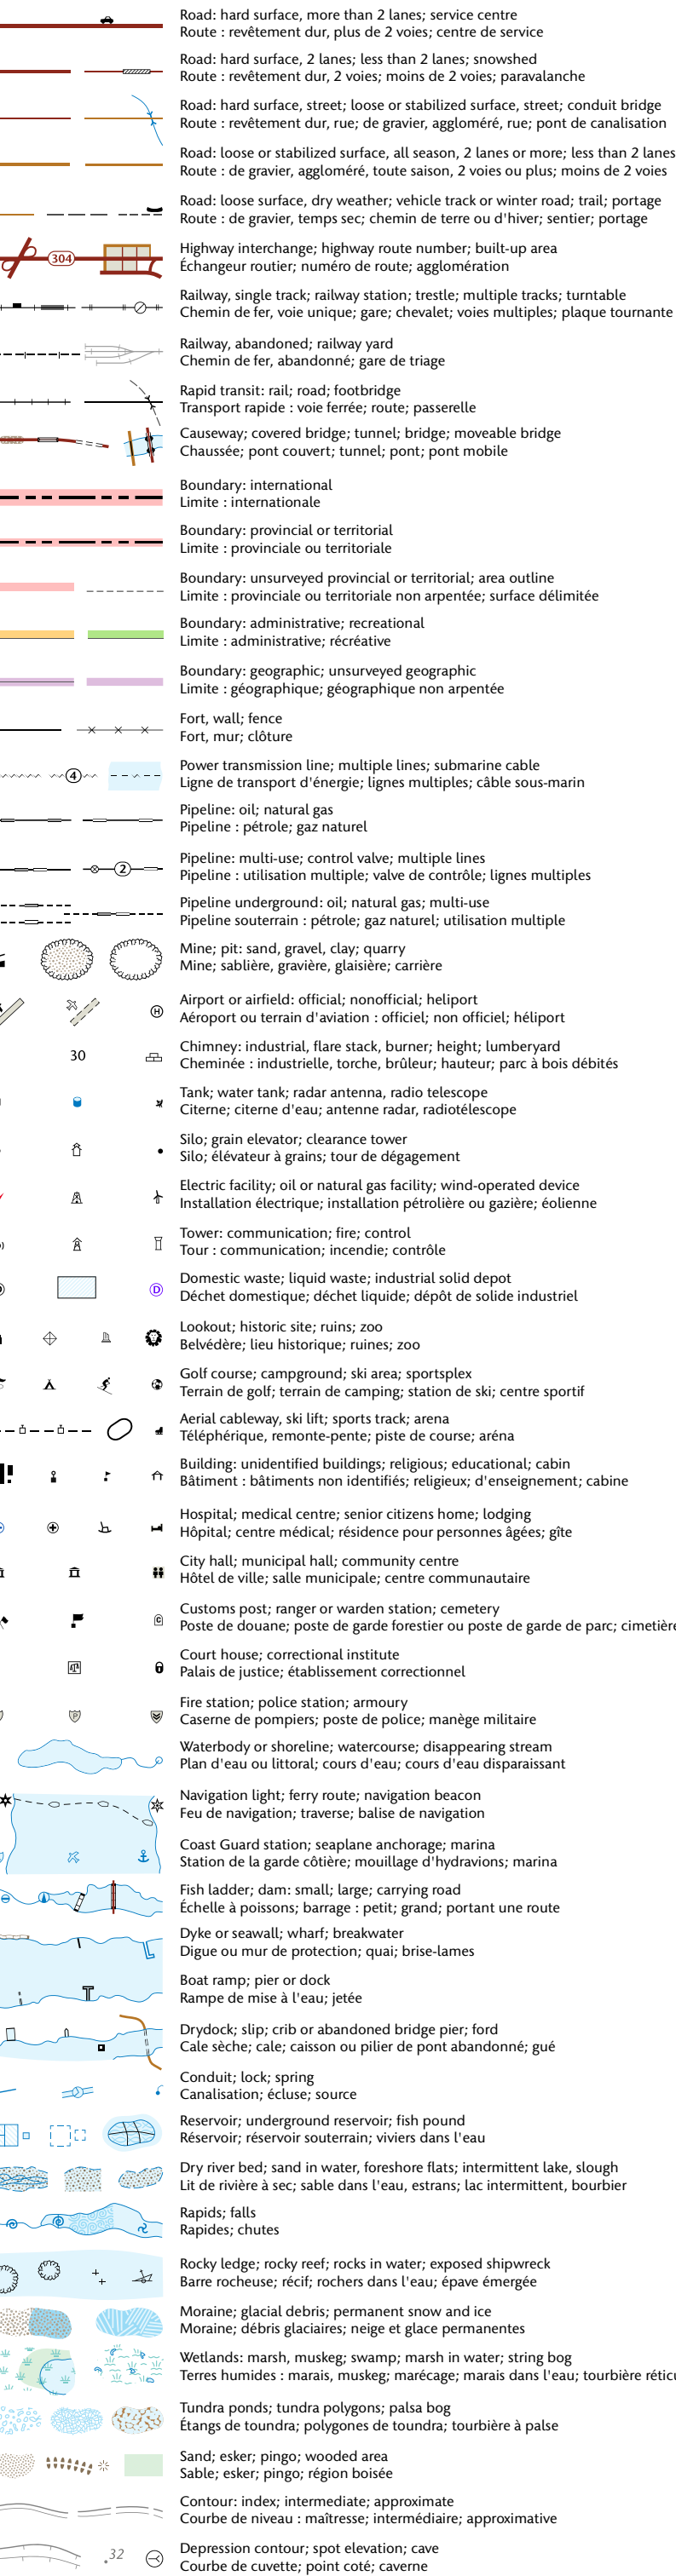 Road: hard surface, more than 2 lanes; service centre
Route : revêtement dur, plus de 2 voies; centre de service
Road: hard surface, 2 lanes; less than 2 lanes; snowshed
Route : revêtement dur, 2 voies; moins de 2 voies; paravalanche
Road: hard surface, street; loose or stabilized surface, street; conduit bridge
Route : revêtement dur, rue; de gravier, aggloméré, rue; pont de canalisation
Road: loose or stabilized surface, all season, 2 lanes or more; less than 2 lanes
Route : de gravier, aggloméré, toute saison, 2 voies ou plus; moins de 2 voies
Road: loose surface, dry weather; vehicle track or winter road; trail; portage
Route : de gravier, temps sec; chemin de terre ou d'hiver; sentier; portage
304
Highway interchange; highway route number; built-up area
Échangeur routier; numéro de route; agglomération
Railway, single track; railway station; trestle; multiple tracks; turntable
Chemin de fer, voie unique; gare; chevalet; voies multiples; plaque tournante
Railway, abandoned; railway yard
Chemin de fer, abandonné; gare de triage
Rapid transit: rail; road; footbridge
Transport rapide : voie ferrée; route; passerelle
Causeway; covered bridge; tunnel; bridge; moveable bridge
Chaussée; pont couvert; tunnel; pont; pont mobile
Boundary: international
Limite : internationale
Boundary: provincial or territorial
Limite : provinciale ou territoriale
Boundary: unsurveyed provincial or territorial; area outline
Limite : provinciale ou territoriale non arpentée; surface délimitée
Boundary: administrative; recreational
Limite : administrative; récréative
Boundary: geographic; unsurveyed geographic
Limite : géographique; géographique non arpentée
Fort, wall; fence
Fort, mur; clôture
4
Power transmission line; multiple lines; submarine cable
Ligne de transport d'énergie; lignes multiples; câble sous-marin
Pipeline: oil; natural gas
Pipeline : pétrole; gaz naturel
2
Pipeline: multi-use; control valve; multiple lines
Pipeline : utilisation multiple; valve de contrôle; lignes multiples
Pipeline underground: oil; natural gas; multi-use
Pipeline souterrain : pétrole; gaz naturel; utilisation multiple
Mine; pit: sand, gravel, clay; quarry
Mine; sablière, gravière, glaisière; carrière
H
Airport or airfield: official; nonofficial; heliport
Aéroport ou terrain d'aviation : officiel; non officiel; héliport
30
Chimney: industrial, flare stack, burner; height; lumberyard
Cheminée : industrielle, torche, brûleur; hauteur; parc à bois débités
Tank; water tank; radar antenna, radio telescope
Citerne; citerne d'eau; antenne radar, radiotélescope
Silo; grain elevator; clearance tower
Silo; élévateur à grains; tour de dégagement
Electric facility; oil or natural gas facility; wind-operated device
Installation électrique; installation pétrolière ou gazière; éolienne
Tower: communication; fire; control
Tour : communication; incendie; contrôle
D
Domestic waste; liquid waste; industrial solid depot
Déchet domestique; déchet liquide; dépôt de solide industriel
Lookout; historic site; ruins; zoo
Belvédère; lieu historique; ruines; zoo
Golf course; campground; ski area; sportsplex
Terrain de golf; terrain de camping; station de ski; centre sportif
Aerial cableway, ski lift; sports track; arena
Téléphérique, remonte-pente; piste de course; aréna
Building: unidentified buildings; religious; educational; cabin
Bâtiment : bâtiments non identifiés; religieux; d'enseignement; cabine
Hospital; medical centre; senior citizens home; lodging
Hôpital; centre médical; résidence pour personnes âgées; gîte
City hall; municipal hall; community centre
Hôtel de ville; salle municipale; centre communautaire
C
Customs post; ranger or warden station; cemetery
Poste de douane; poste de garde forestier ou poste de garde de parc; cimetière
Court house; correctional institute
Palais de justice; établissement correctionnel
P
Fire station; police station; armoury
Caserne de pompiers; poste de police; manège militaire
Waterbody or shoreline; watercourse; disappearing stream
Plan d'eau ou littoral; cours d'eau; cours d'eau disparaissant
Navigation light; ferry route; navigation beacon
Feu de navigation; traverse; balise de navigation
Coast Guard station; seaplane anchorage; marina
Station de la garde côtière; mouillage d'hydravions; marina
Fish ladder; dam: small; large; carrying road
Échelle à poissons; barrage : petit; grand; portant une route
Dyke or seawall; wharf; breakwater
Digue ou mur de protection; quai; brise-lames
Boat ramp; pier or dock
Rampe de mise à l'eau; jetée
Drydock; slip; crib or abandoned bridge pier; ford
Cale sèche; cale; caisson ou pilier de pont abandonné; gué
Conduit; lock; spring
Canalisation; écluse; source
Reservoir; underground reservoir; fish pound
Réservoir; réservoir souterrain; viviers dans l'eau
Dry river bed; sand in water, foreshore flats; intermittent lake, slough
Lit de rivière à sec; sable dans l'eau, estrans; lac intermittent, bourbier
Rapids; falls
Rapides; chutes
Rocky ledge; rocky reef; rocks in water; exposed shipwreck
Barre rocheuse; récif; rochers dans l'eau; épave émergée
Moraine; glacial debris; permanent snow and ice
Moraine; débris glaciaires; neige et glace permanentes
Wetlands: marsh, muskeg; swamp; marsh in water; string bog
Terres humides : marais, muskeg; marécage; marais dans l'eau; tourbière
Tundra ponds; tundra polygons; palsa bog
Étangs de toundra; polygones de toundra; tourbière à palse
Sand; esker; pingo; wooded area
Sable; esker; pingo; région boisée
Contour: index; intermediate; approximate
Courbe de niveau : maîtresse; intermédiaire; approximative
.32
Depression contour; spot elevation; cave
Courbe de cuvette; point coté; caverne